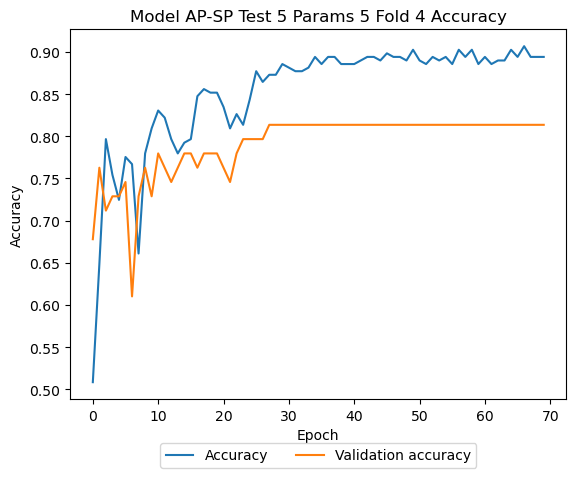 Model AP-SP Test 5 Params 5 Fold 4 Accuracy
Accuracy
0.90
0.85
0.80
0.75
0.70
0.65
0.60
0.55
0.50
0 10 20 30 40 50 60 70
Epoch
Accuracy Validation accuracy